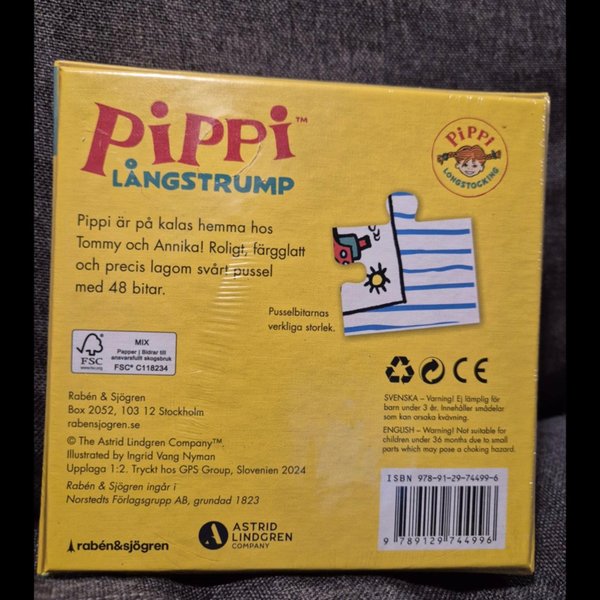 PiPPi™
LÅNGSTRUMP
PiPPi
LONGSTOCKING
Pippi är på kalas hemma hos
Tommy och Annika! Roligt, färgglatt
och precis lagom svårt pussel
med 48 bitar.
Pusselbitarnas
verkliga storlek.
FSC
www.fsc.org
MIX
Papper | Bidrar till
ansvarsfullt skogsbruk
FSC® C118234
CE
SVENSKA – Varning! Ej lämplig för
barn under 3 år. Innehåller smådelar
som kan orsaka kvävning.
ENGLISH – Warning! Not suitable for
children under 36 months due to small
parts which may pose a choking hazard.
Rabén & Sjögren
Box 2052, 103 12 Stockholm
rabensjogren.se
© The Astrid Lindgren Company™.
Illustrated by Ingrid Vang Nyman
Upplaga 1:2. Tryckt hos GPS Group, Slovenien 2024
Rabén & Sjögren ingår i
Norstedts Förlagsgrupp AB, grundad 1823
ISBN 978-91-29-74499-6
9 789129 744996
rabén&sjögren
ASTRID
LINDGREN
COMPANY